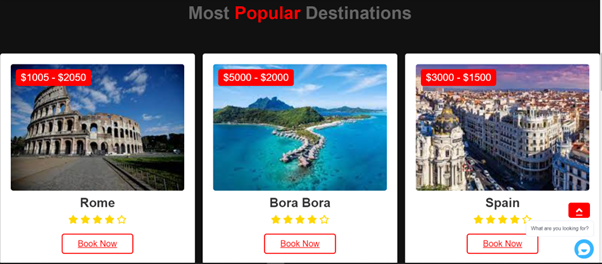 Most Popular Destinations
$1005 - $2050
$5000 - $2000
$3000 - $1500
Rome
Bora Bora
Spain
Book Now
Book Now
Book Now
What are you looking for?